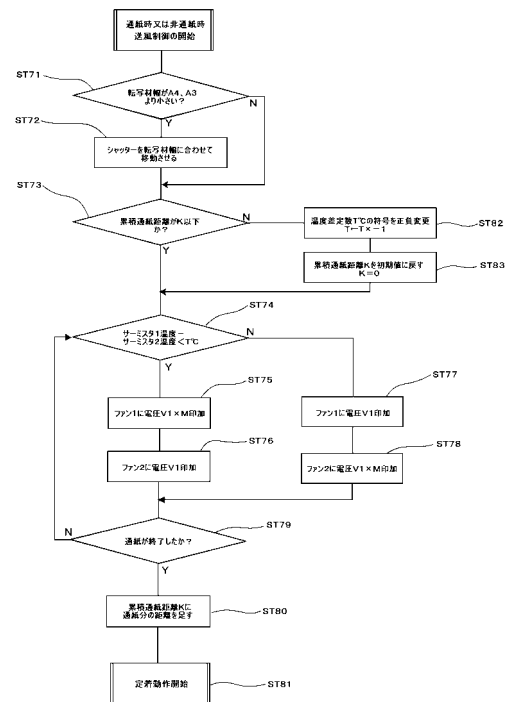 通紙時又は非通紙時
送風制御の開始
ST71
転写材幅がA4、A3
より小さい？
N
Y
ST72
シャッターを転写材幅に合わせて
移動させる
ST73
累積通紙距離がK以下
か？
N
Y
温度差定数T℃の符号を正負変更
T←T×－1
ST82
累積通紙距離Kを初期値に戻す
K＝0
ST83
ST74
サーミスタ1温度－
サーミスタ2温度＜T℃
N
Y
ST75
ファン1に電圧V1×M印加
ST77
ファン1に電圧V1印加
ST76
ファン2に電圧V1印加
ST78
ファン2に電圧V1×M印加
ST79
通紙が終了したか？
N
Y
累積通紙距離Kに
通紙分の距離を足す
ST80
定着動作開始
ST81